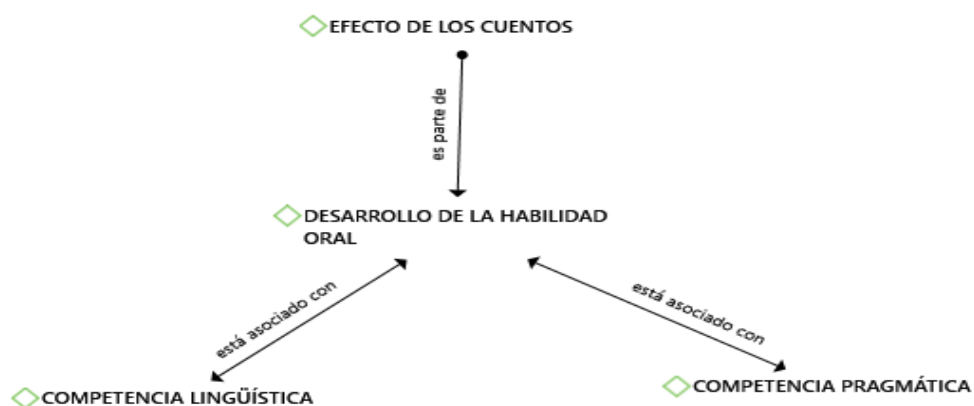 EFECTO DE LOS CUENTOS
es parte de
DESARROLLO DE LA HABILIDAD
ORAL
está asociado con
está asociado con
COMPETENCIA LINGÜÍSTICA
COMPETENCIA PRAGMÁTICA